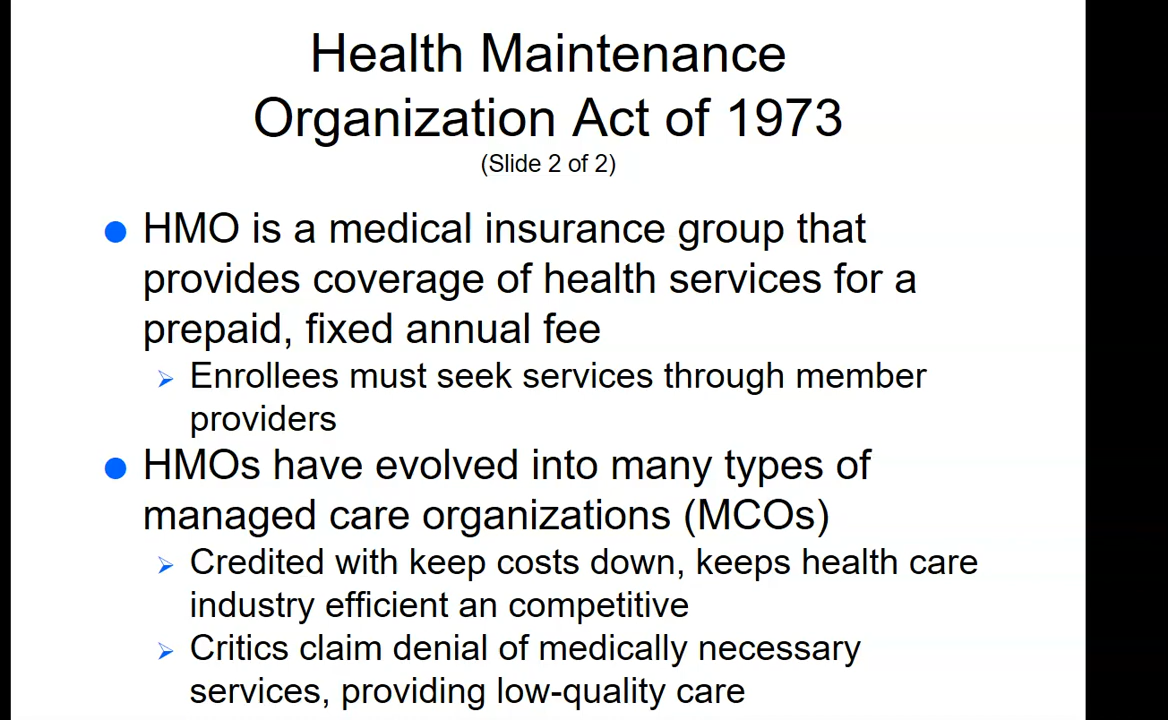 Health Maintenance
Organization Act of 1973
(Slide 2 of 2)
HMO is a medical insurance group that
provides coverage of health services for a
prepaid, fixed annual fee
Enrollees must seek services through member
providers
HMOs have evolved into many types of
managed care organizations (MCOs)
Credited with keep costs down, keeps health care
industry efficient an competitive
Critics claim denial of medically necessary
services, providing low-quality care